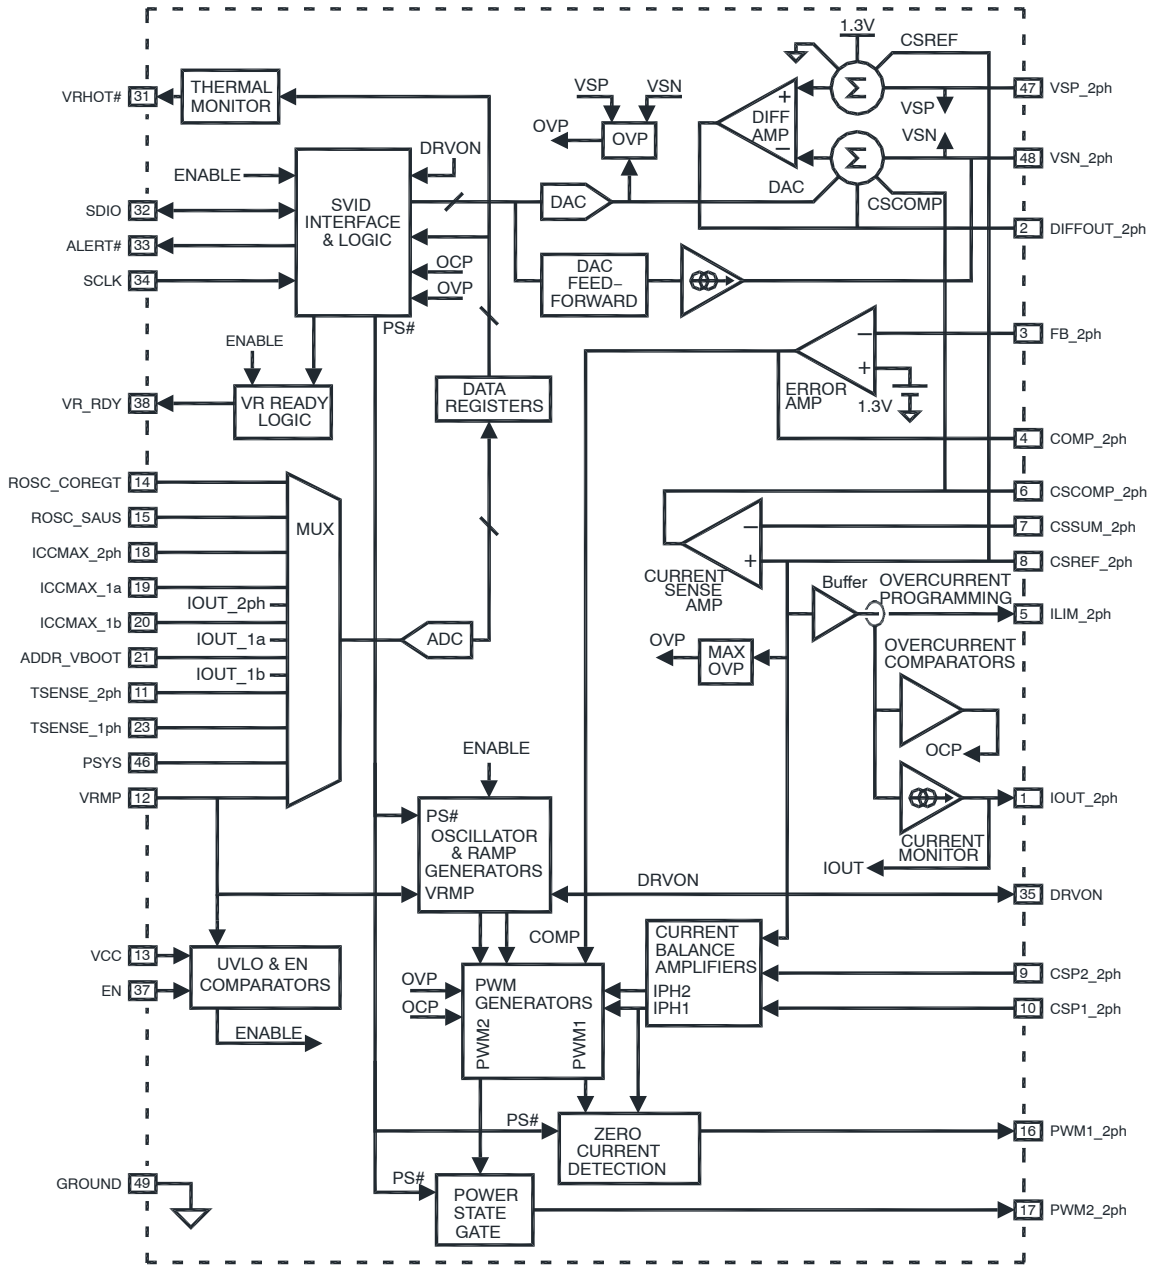 1.3V
CSREF
VRHOT# 31
THERMAL
MONITOR
VSP
VSN
OVP
OVP
+
DIFF
AMP
−
Σ
47 VSP_2ph
VSP
VSN
Σ
48 VSN_2ph
DAC
CSCOMP
2 DIFFOUT_2ph
DRVON
ENABLE
SDIO 32
ALERT# 33
SCLK 34
SVID
INTERFACE
& LOGIC
OCP
OVP
PS#
DAC
DAC
FEED−
FORWARD
ENABLE
VR_RDY 38
VR READY
LOGIC
DATA
REGISTERS
−
+
ERROR
AMP
1.3V
3 FB_2ph
4 COMP_2ph
6 CSCOMP_2ph
7 CSSUM_2ph
8 CSREF_2ph
−
+
CURRENT
SENSE
AMP
ROSC_COREGT 14
ROSC_SAUS 15
ICCMAX_2ph 18
ICCMAX_1a 19
IOUT_2ph
ICCMAX_1b 20
IOUT_1a
ADDR_VBOOT 21
IOUT_1b
TSENSE_2ph 11
TSENSE_1ph 23
PSYS 46
VRMP 12
MUX
ADC
Buffer
OVERCURRENT
PROGRAMMING
5 ILIM_2ph
OVP
MAX
OVP
OVERCURRENT
COMPARATORS
OCP
1 IOUT_2ph
CURRENT
MONITOR
IOUT
ENABLE
PS#
OSCILLATOR
& RAMP
GENERATORS
VRMP
DRVON
35 DRVON
COMP
CURRENT
BALANCE
AMPLIFIERS
IPH2
IPH1
9 CSP2_2ph
10 CSP1_2ph
VCC 13
EN 37
UVLO & EN
COMPARATORS
ENABLE
OVP
OCP
PWM
GENERATORS
PWM2
PWM1
PS#
ZERO
CURRENT
DETECTION
16 PWM1_2ph
GROUND 49
PS#
POWER
STATE
GATE
17 PWM2_2ph